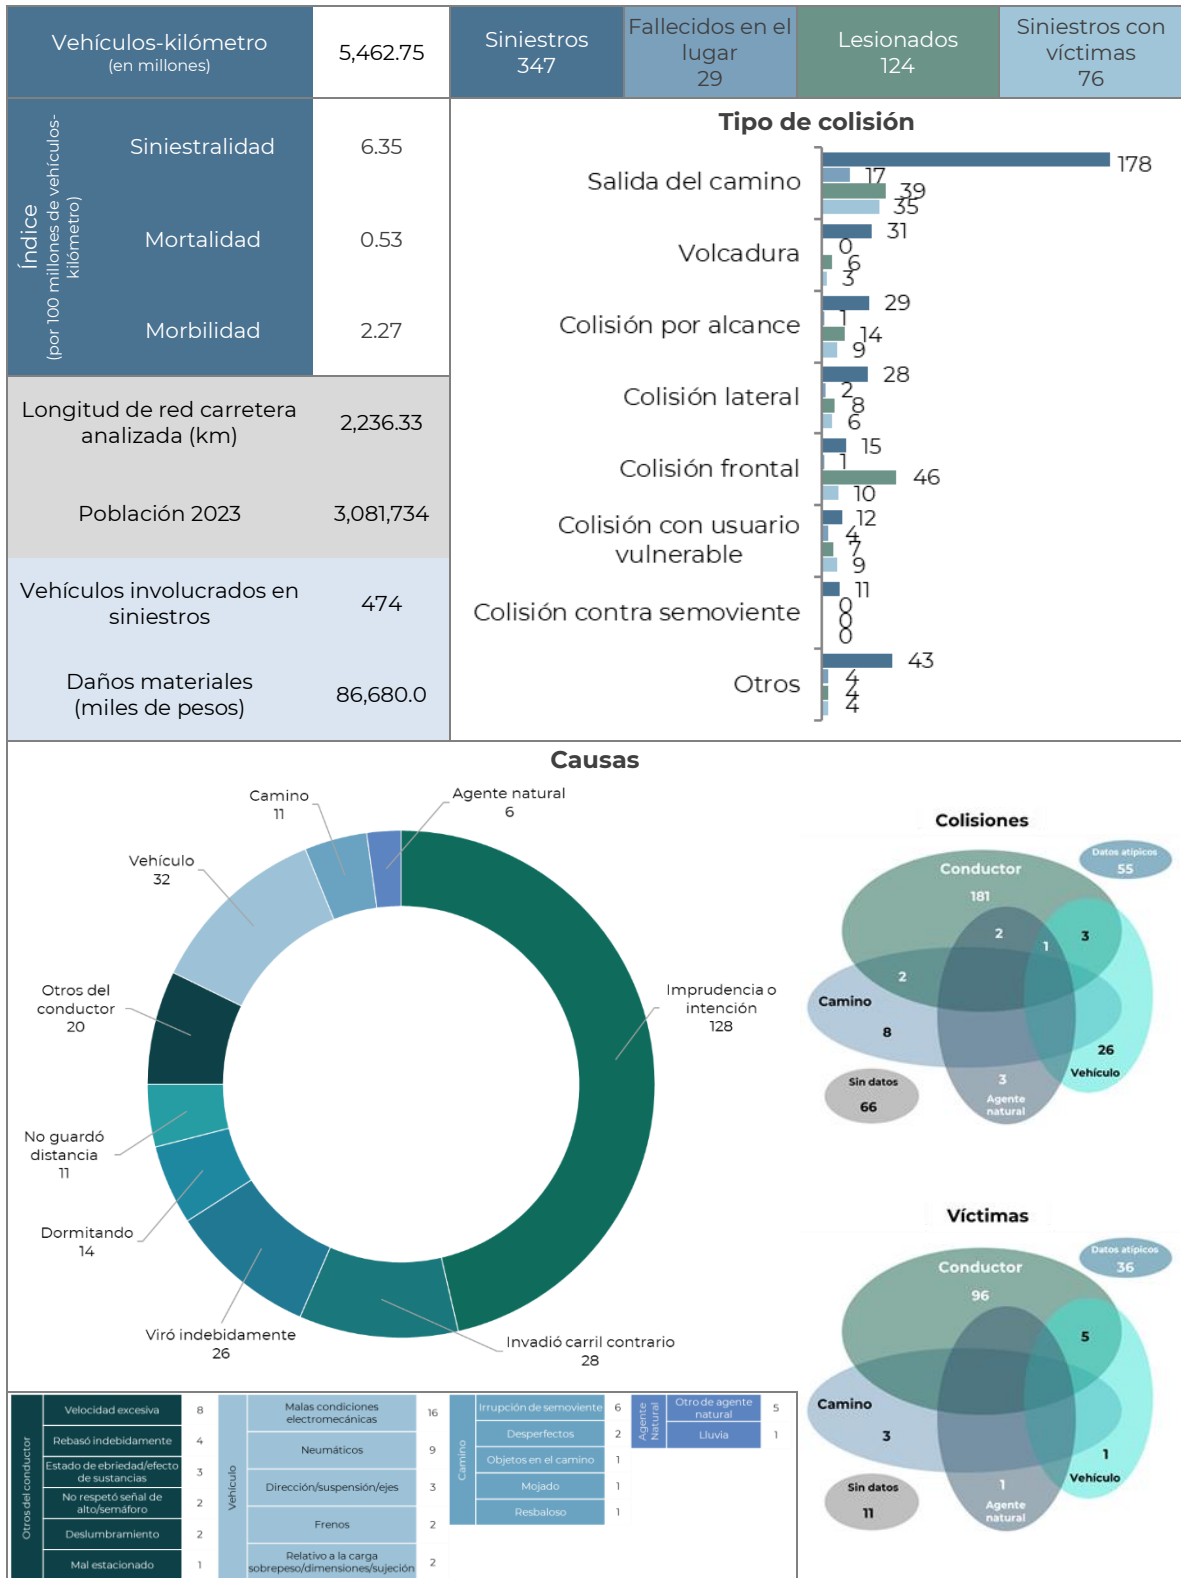 Vehículos-kilómetro
(en millones)
5,462.75
Siniestros
347
Fallecidos en el
lugar
29
Lesionados
124
Siniestros con
víctimas
76
Índice
(por 100 millones de vehículos-
kilómetro)
Siniestralidad
6.35
Mortalidad
0.53
Morbilidad
2.27
Longitud de red carretera
analizada (km)
2,236.33
Población 2023
3,081,734
Vehículos involucrados en
siniestros
474
Daños materiales
(miles de pesos)
86,680.0
Tipo de colisión
Salida del camino
178
17
39
35
Volcadura
31
0
6
3
Colisión por alcance
29
1
14
9
Colisión lateral
28
2
8
6
Colisión frontal
15
1
46
10
Colisión con usuario
vulnerable
12
4
7
9
Colisión contra semoviente
11
0
0
0
Otros
43
4
4
4
Causas
Agente natural
6
Camino
11
Vehículo
32
Otros del
conductor
20
No guardó
distancia
11
Dormitando
14
Viró indebidamente
26
Invadió carril contrario
28
Imprudencia o
intención
128
Colisiones
Datos atípicos
55
Conductor
181
2
1
3
2
Camino
8
26
Vehículo
3
Agente
natural
Sin datos
66
Víctimas
Datos atípicos
36
Conductor
96
5
Camino
3
1
Vehículo
1
Agente
natural
Sin datos
11
Otros del conductor
Velocidad excesiva
8
Rebasó indebidamente
4
Estado de ebriedad/efecto
de sustancias
3
No respetó señal de
alto/semáforo
2
Deslumbramiento
2
Mal estacionado
1
Vehículo
Malas condiciones
electromecánicas
16
Neumáticos
9
Dirección/suspensión/ejes
3
Frenos
2
Relativo a la carga
sobrepeso/dimensiones/sujeción
2
Camino
Irrupción de semoviente
6
Desperfectos
2
Objetos en el camino
1
Mojado
1
Resbaloso
1
Agente
Natural
Otro de agente
natural
5
Lluvia
1